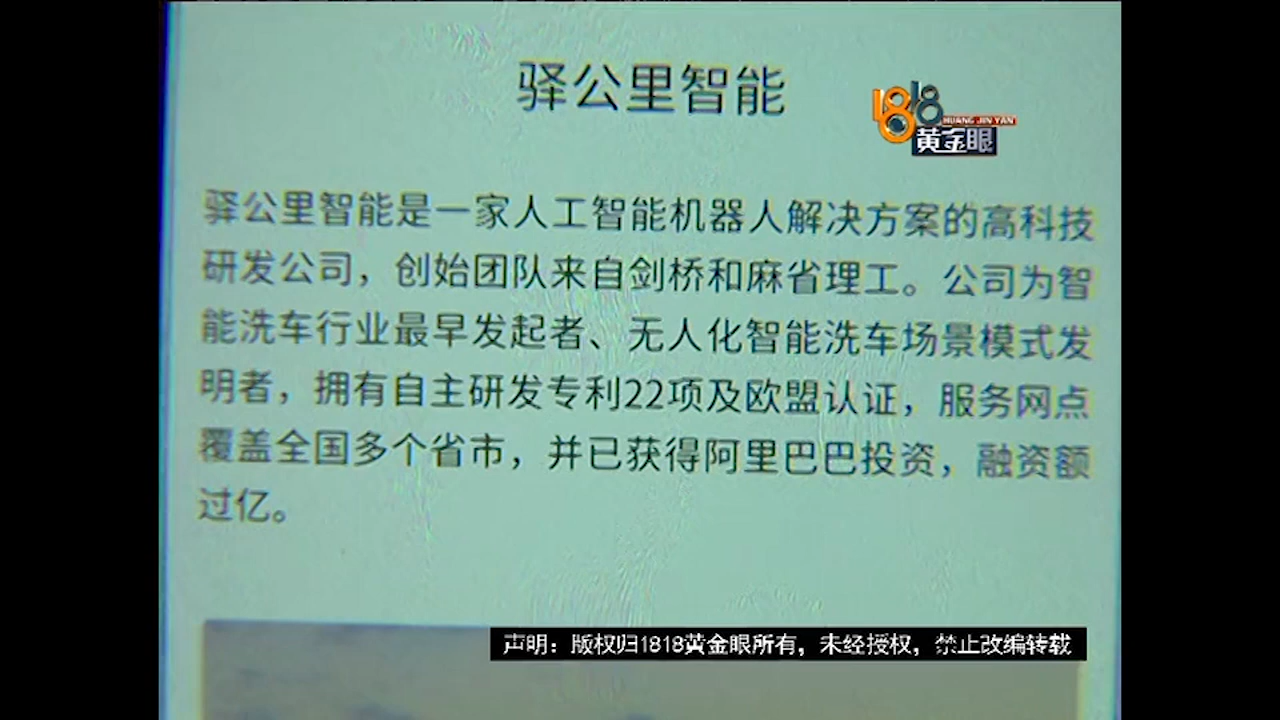 驿公里智能
1818
HUANG JIN YAN
黄金眼
驿公里智能是一家人工智能机器人解决方案的高科技
研发公司，创始团队来自剑桥和麻省理工。公司为智
能洗车行业最早发起者、无人化智能洗车场景模式发
明者，拥有自主研发专利22项及欧盟认证，服务网点
覆盖全国多个省市，并已获得阿里巴巴投资，融资额
过亿。
声明：版权归1818黄金眼所有，未经授权，禁止改编转载